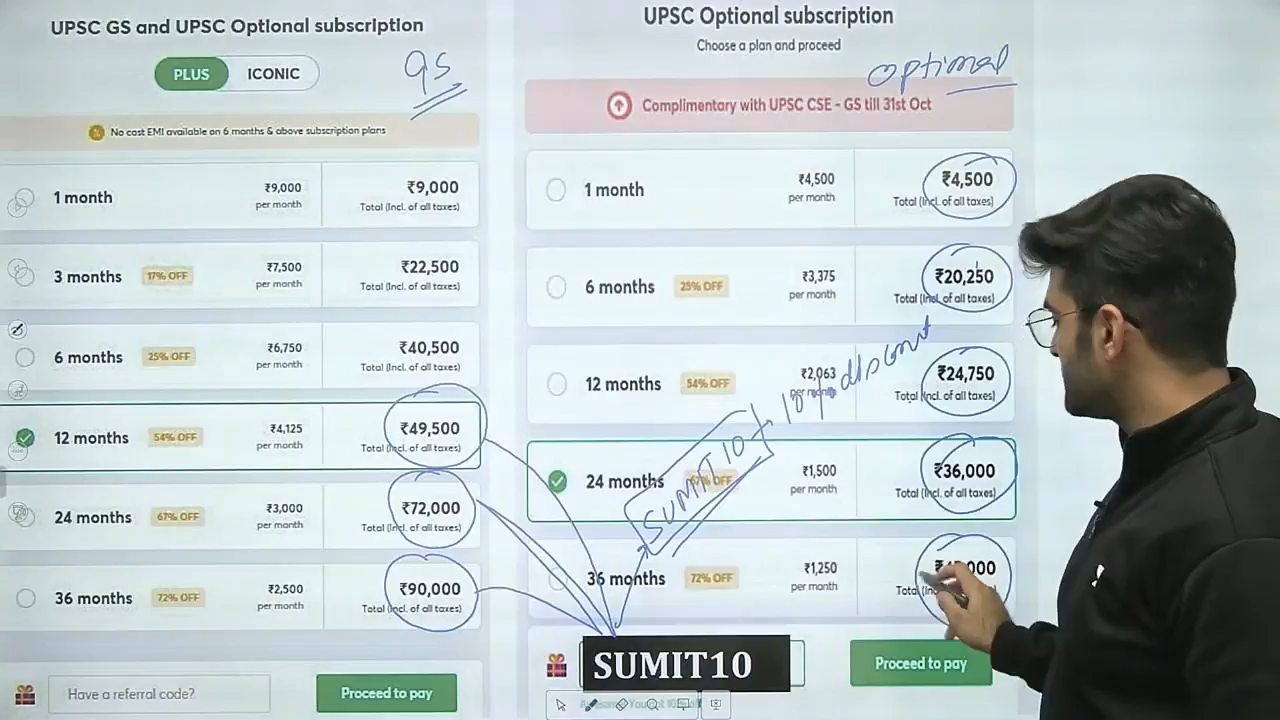 UPSC GS and UPSC Optional subscription
PLUS
ICONIC
GS
No cost EMI available on 6 months & above subscription plans
1 month
₹9,000
per month
₹9,000
Total (Incl. of all taxes)
3 months
17% OFF
₹7,500
per month
₹22,500
Total (Incl. of all taxes)
6 months
25% OFF
₹6,750
per month
₹40,500
Total (Incl. of all taxes)
12 months
54% OFF
₹4,125
per month
₹49,500
Total (Incl. of all taxes)
24 months
67% OFF
₹3,000
per month
₹72,000
Total (Incl. of all taxes)
36 months
72% OFF
₹2,500
per month
₹90,000
Total (Incl. of all taxes)
Have a referral code?
Proceed to pay
UPSC Optional subscription
Choose a plan and proceed
optional
Complimentary with UPSC CSE - GS till 31st Oct
1 month
₹4,500
per month
₹4,500
Total (Incl. of all taxes)
6 months
25% OFF
₹3,375
per month
₹20,250
Total (Incl. of all taxes)
12 months
54% OFF
₹2,063
per month
₹24,750
Total (Incl. of all taxes)
SUMIT10 → 10% discount
24 months
67% OFF
₹1,500
per month
₹36,000
Total (Incl. of all taxes)
36 months
72% OFF
₹1,250
per month
Total
SUMIT10
Proceed to pay